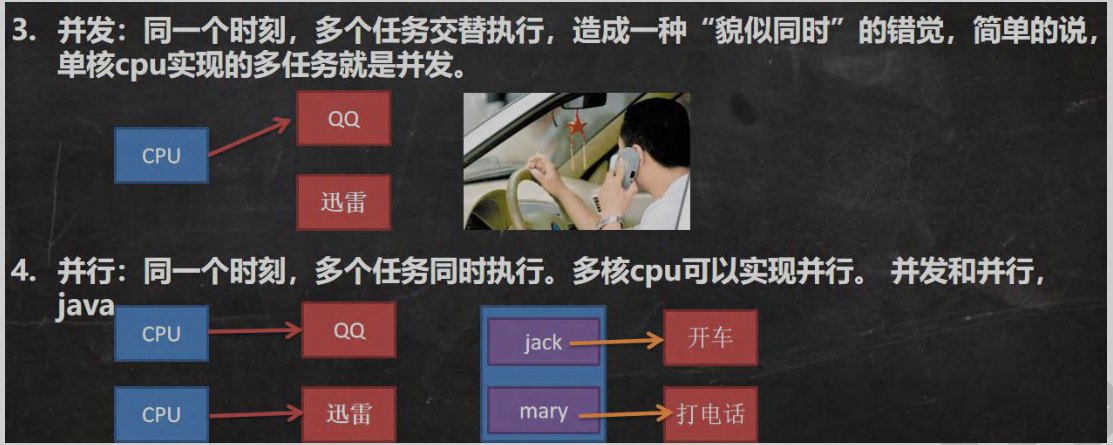 3. 并发：同一个时刻，多个任务交替执行，造成一种“貌似同时”的错觉，简单的说，
单核cpu实现的多任务就是并发。
QQ
CPU
迅雷
4. 并行：同一个时刻，多个任务同时执行。多核cpu可以实现并行。 并发和并行，
java
CPU
QQ
jack
开车
CPU
迅雷
mary
打电话